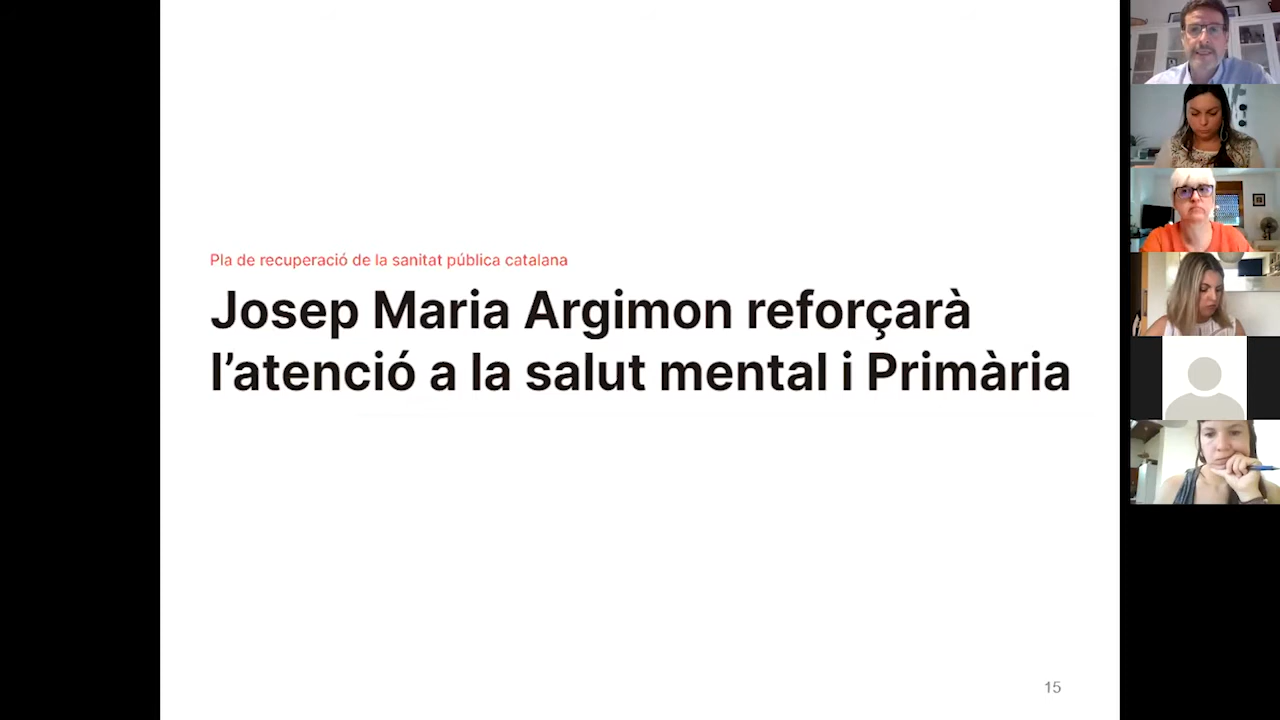 Pla de recuperació de la sanitat pública catalana
Josep Maria Argimon reforçarà
l’atenció a la salut mental i Primària
15